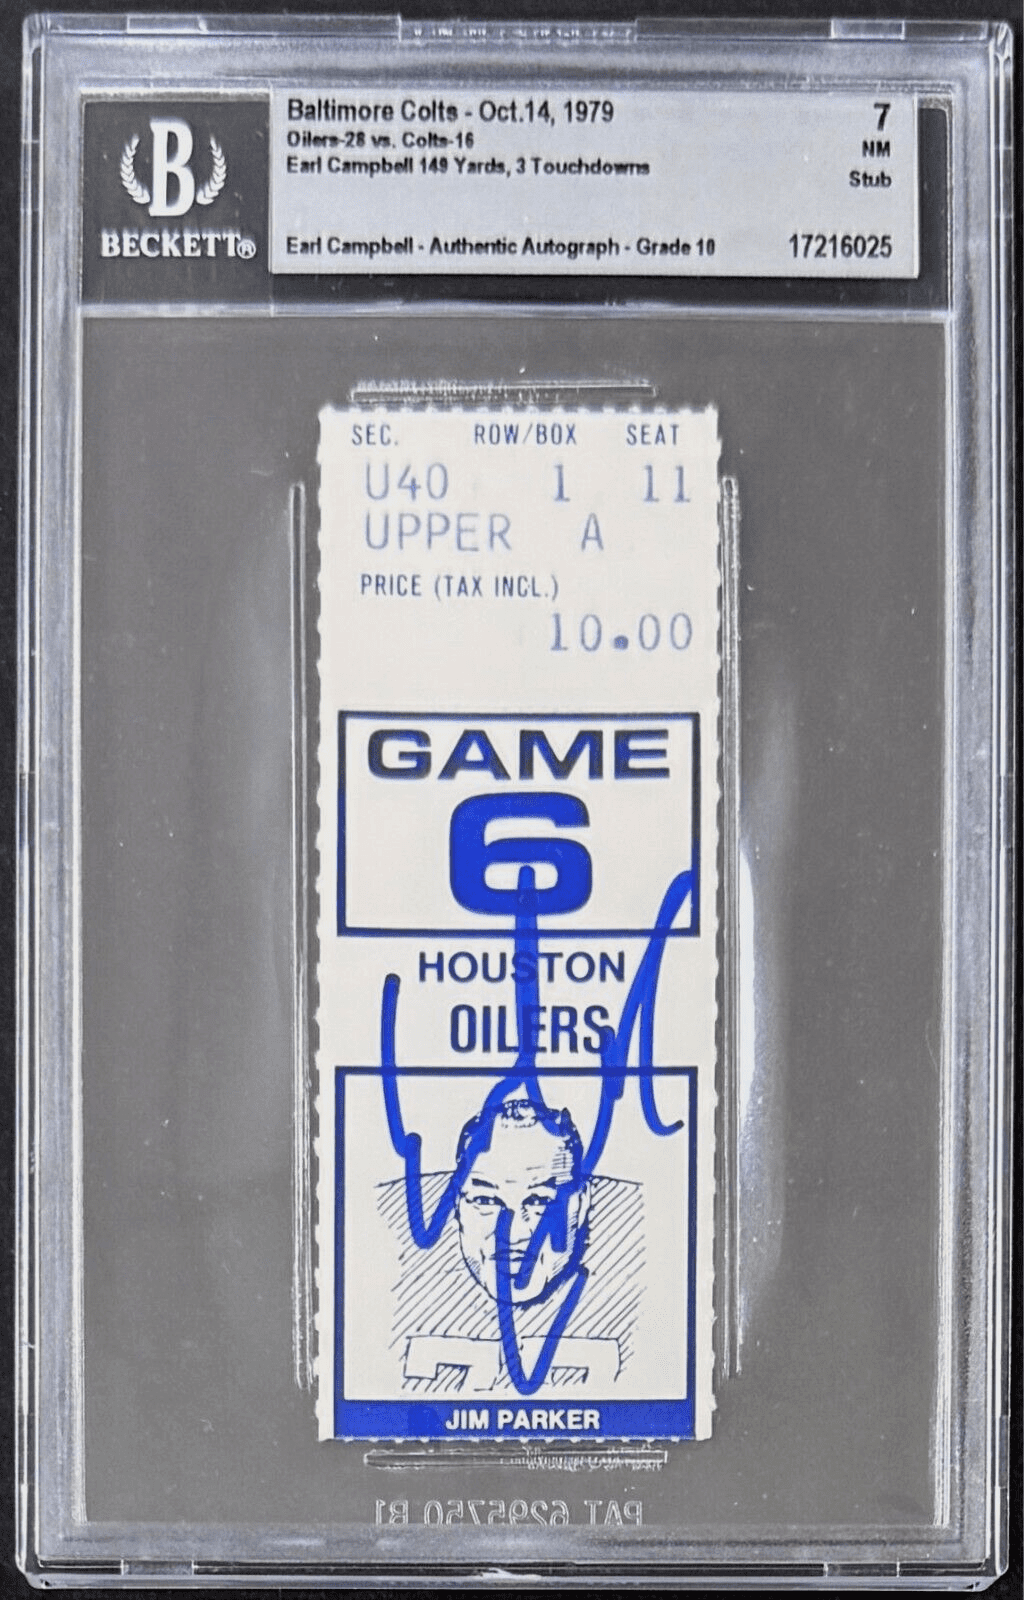 Baltimore Colts - Oct.14, 1979 7
Oilers-28 vs. Colts-16 NM
Earl Campbell 149 Yards, 3 Touchdowns Stub
Earl Campbell - Authentic Autograph - Grade 10 17216025
B
BECKETT®
SEC. ROW/BOX SEAT
U40 1 11
UPPER A
PRICE (TAX INCL.)
10.00
GAME
6
HOUSTON
OILERS
JIM PARKER
PAT 6295750 B1